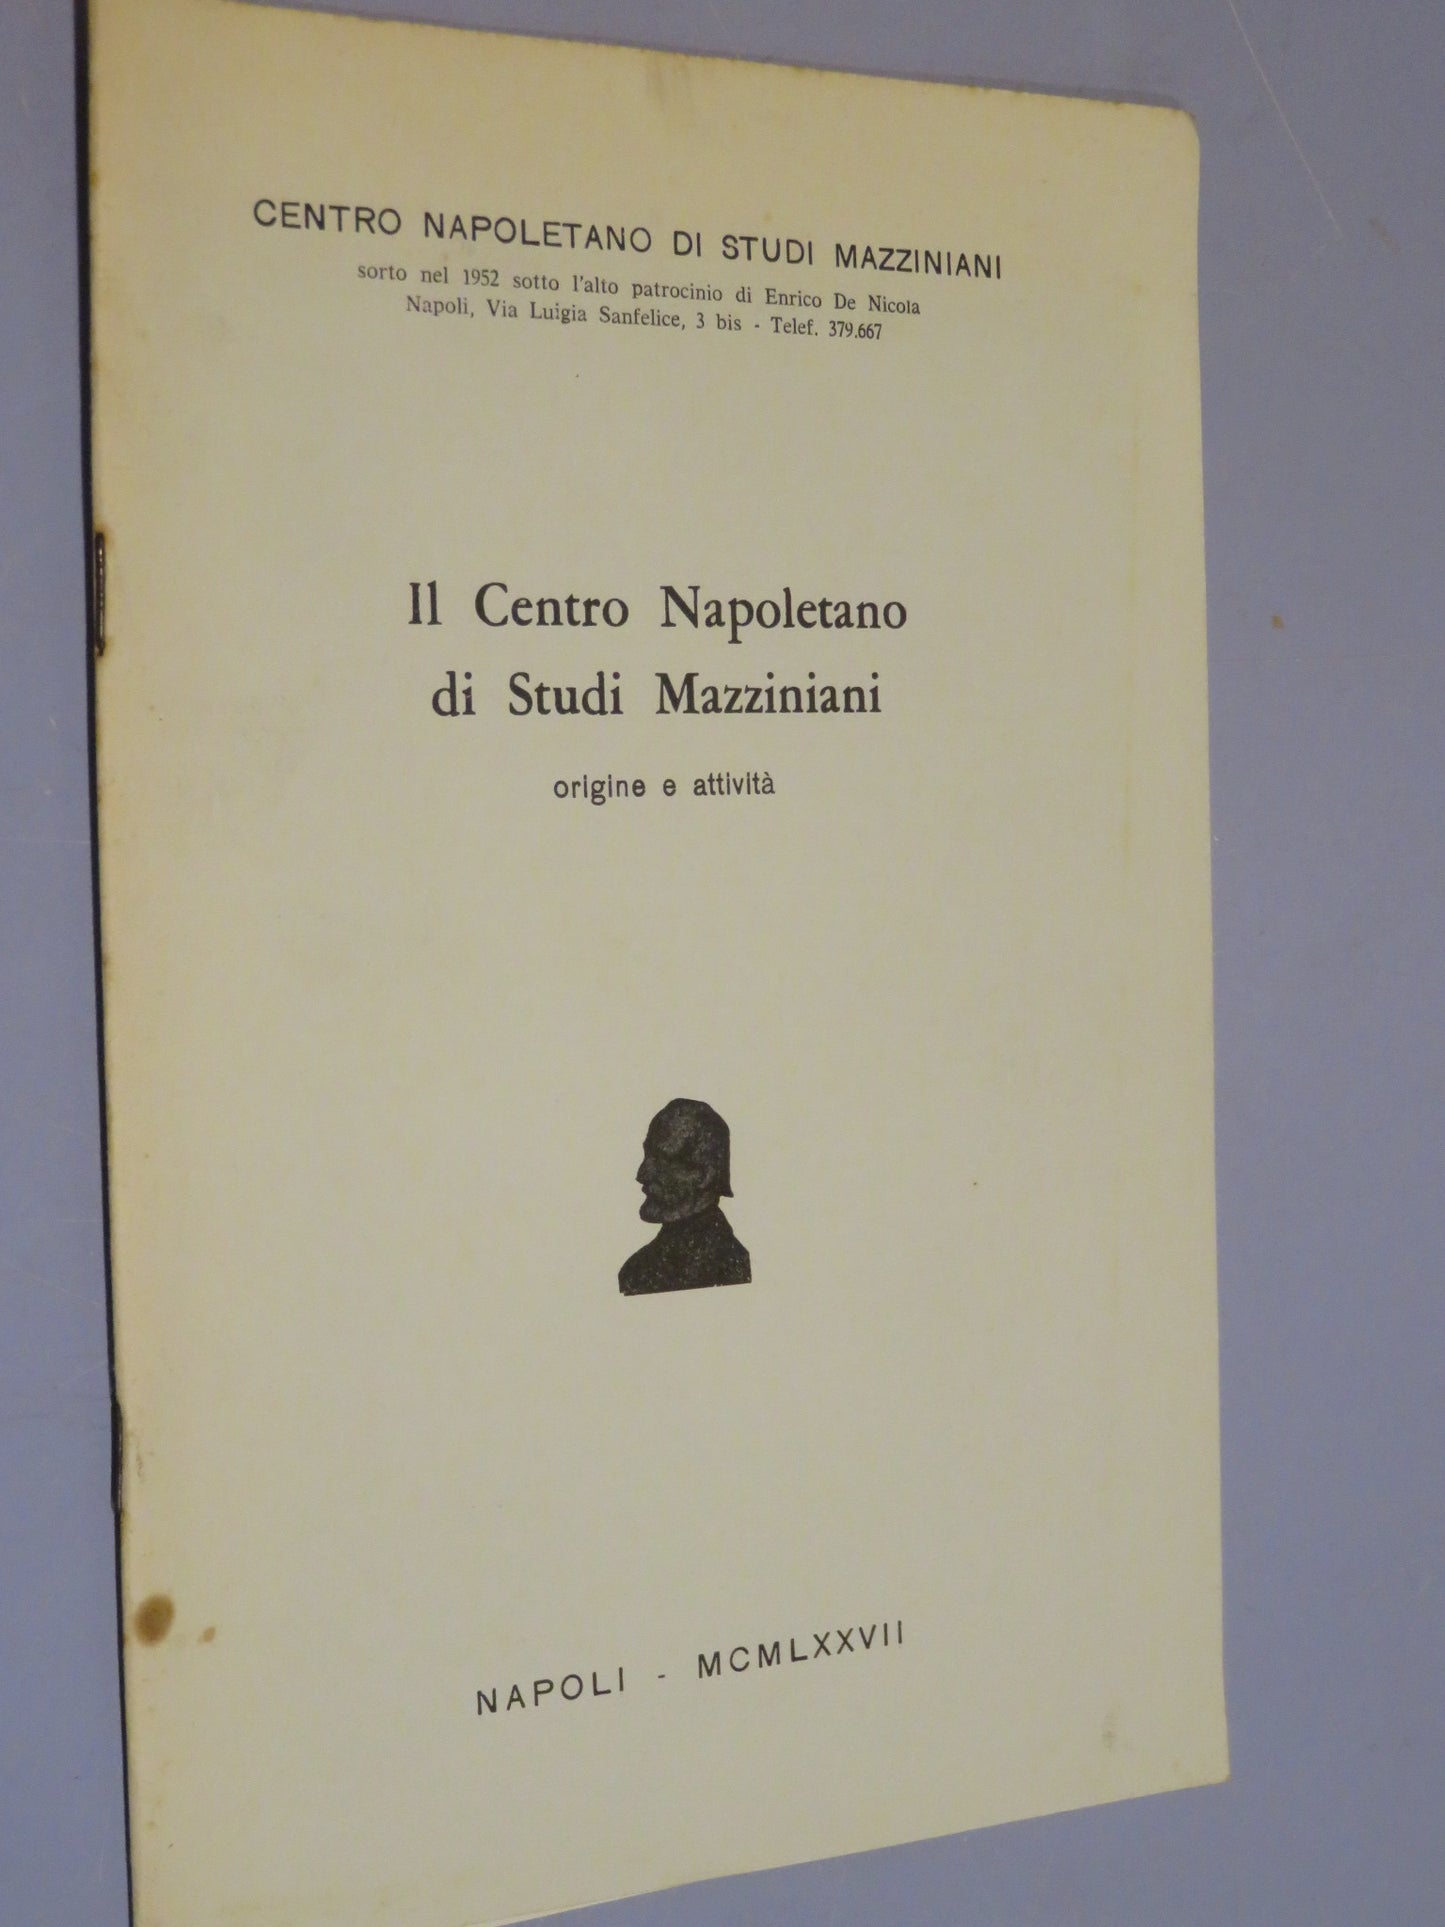 CENTRO NAPOLETANO DI STUDI MAZZINIANI
sorto nel 1952 sotto l'alto patrocinio di Enrico De Nicola
Napoli, Via Luigia Sanfelice, 3 bis - Telef. 379.667
Il Centro Napoletano
di Studi Mazziniani
origine e attività
NAPOLI - MCMLXXVII